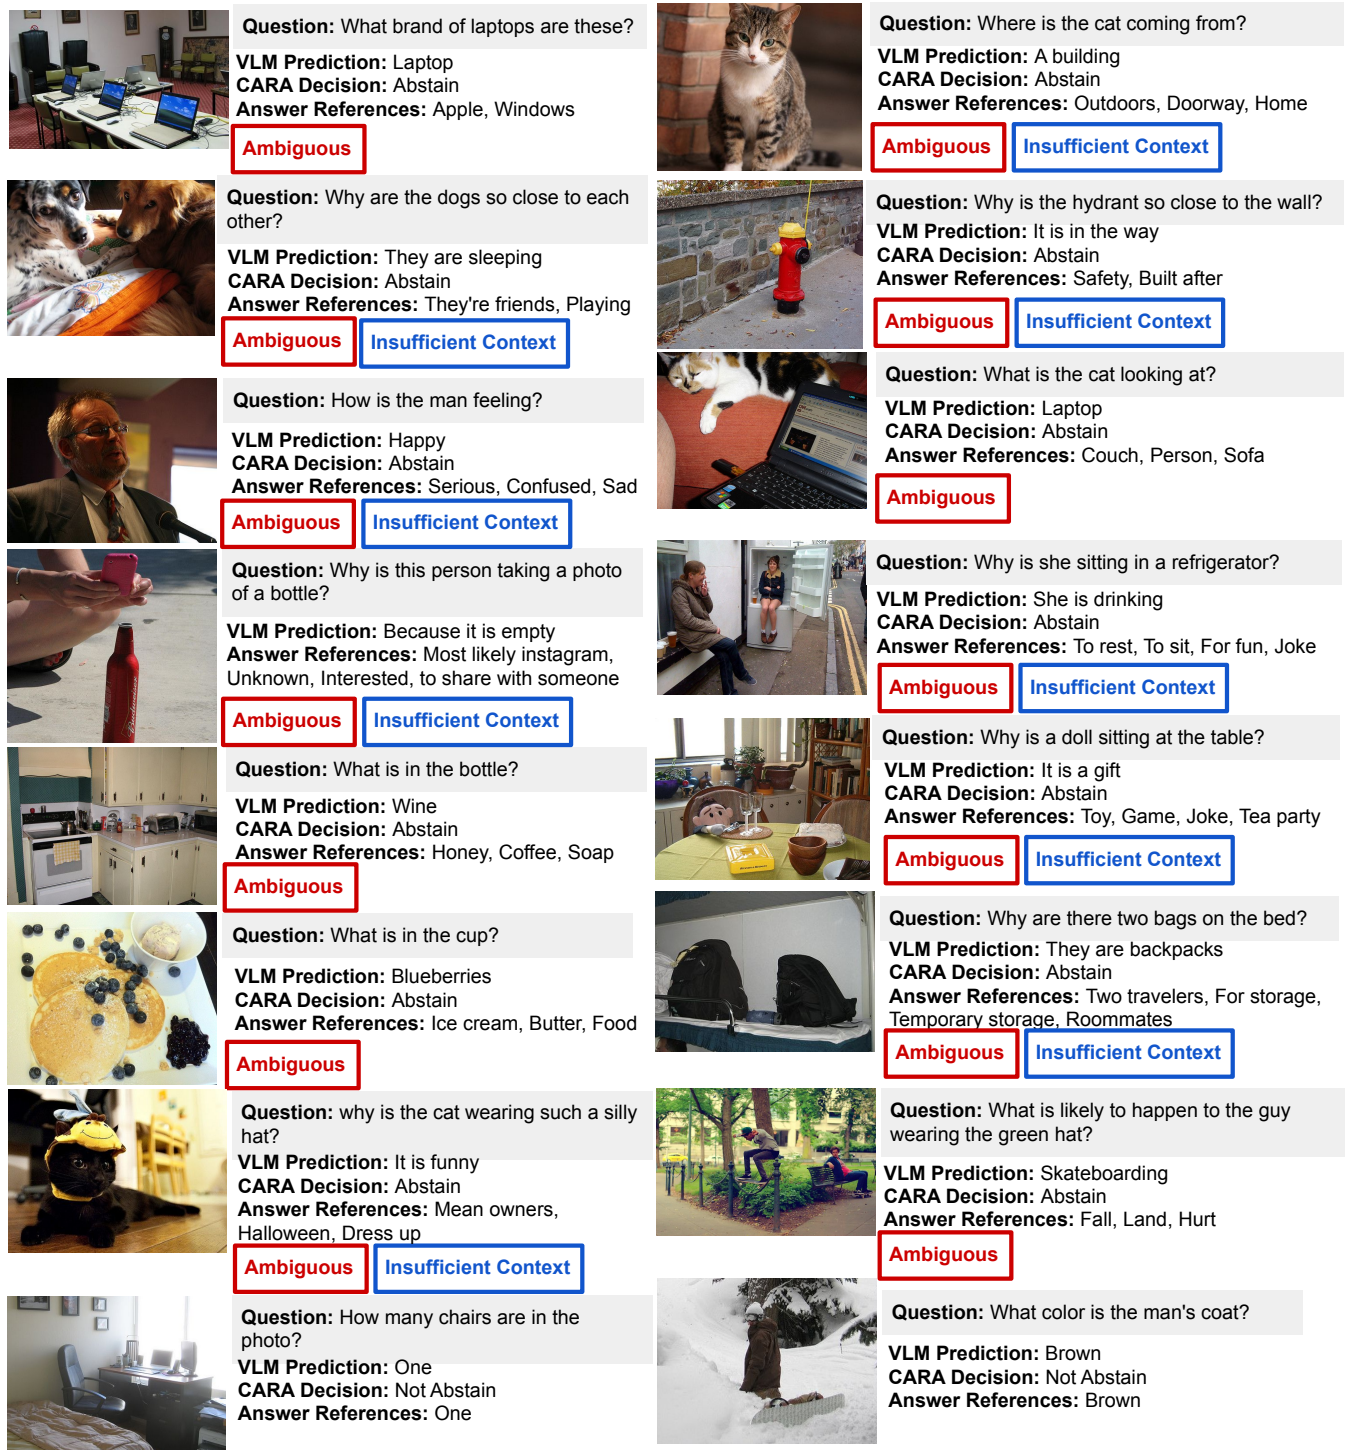 Question: What brand of laptops are these?
VLM Prediction: Laptop
CARA Decision: Abstain
Answer References: Apple, Windows
Ambiguous
Question: Why are the dogs so close to each
other?
VLM Prediction: They are sleeping
CARA Decision: Abstain
Answer References: They're friends, Playing
Ambiguous
Insufficient Context
Question: How is the man feeling?
VLM Prediction: Happy
CARA Decision: Abstain
Answer References: Serious, Confused, Sad
Ambiguous
Insufficient Context
Question: Why is this person taking a photo
of a bottle?
VLM Prediction: Because it is empty
Answer References: Most likely instagram,
Unknown, Interested, to share with someone
Ambiguous
Insufficient Context
Budweiser
Question: What is in the bottle?
VLM Prediction: Wine
CARA Decision: Abstain
Answer References: Honey, Coffee, Soap
Ambiguous
Question: What is in the cup?
VLM Prediction: Blueberries
CARA Decision: Abstain
Answer References: Ice cream, Butter, Food
Ambiguous
Question: why is the cat wearing such a silly
hat?
VLM Prediction: It is funny
CARA Decision: Abstain
Answer References: Mean owners,
Halloween, Dress up
Ambiguous
Insufficient Context
Question: How many chairs are in the
photo?
VLM Prediction: One
CARA Decision: Not Abstain
Answer References: One
Question: Where is the cat coming from?
VLM Prediction: A building
CARA Decision: Abstain
Answer References: Outdoors, Doorway, Home
Ambiguous
Insufficient Context
Question: Why is the hydrant so close to the wall?
VLM Prediction: It is in the way
CARA Decision: Abstain
Answer References: Safety, Built after
Ambiguous
Insufficient Context
Question: What is the cat looking at?
VLM Prediction: Laptop
CARA Decision: Abstain
Answer References: Couch, Person, Sofa
Ambiguous
Question: Why is she sitting in a refrigerator?
VLM Prediction: She is drinking
CARA Decision: Abstain
Answer References: To rest, To sit, For fun, Joke
Ambiguous
Insufficient Context
Question: Why is a doll sitting at the table?
VLM Prediction: It is a gift
CARA Decision: Abstain
Answer References: Toy, Game, Joke, Tea party
Ambiguous
Insufficient Context
Question: Why are there two bags on the bed?
VLM Prediction: They are backpacks
CARA Decision: Abstain
Answer References: Two travelers, For storage,
Temporary storage, Roommates
Ambiguous
Insufficient Context
Question: What is likely to happen to the guy
wearing the green hat?
VLM Prediction: Skateboarding
CARA Decision: Abstain
Answer References: Fall, Land, Hurt
Ambiguous
Question: What color is the man's coat?
VLM Prediction: Brown
CARA Decision: Not Abstain
Answer References: Brown